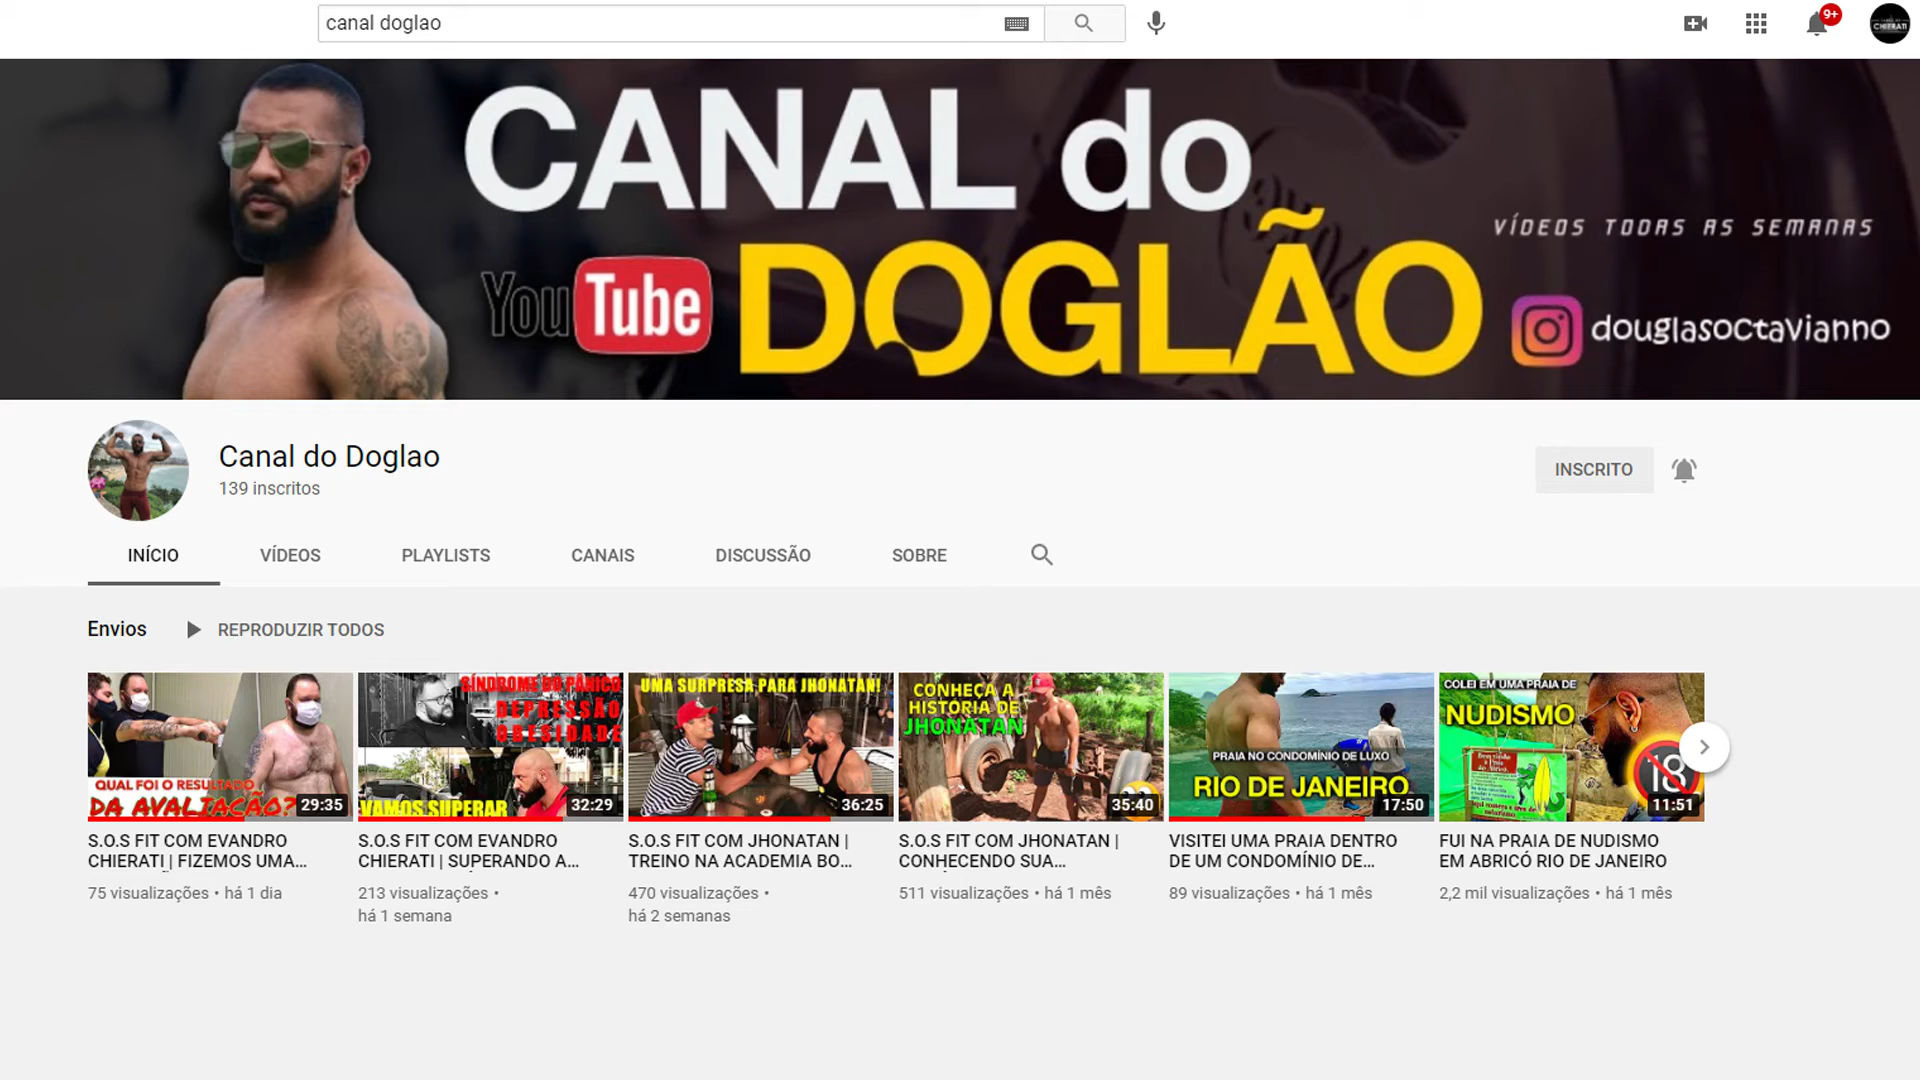 canal doglao
9+
CHIERATI
CANAL do
DOGLÃO
YouTube
VÍDEOS TODAS AS SEMANAS
douglasoctavianno
Canal do Doglao
139 inscritos
INSCRITO
INÍCIO VÍDEOS PLAYLISTS CANAIS DISCUSSÃO SOBRE
Envios REPRODUZIR TODOS
QUAL FOI O RESULTADO
DA AVALIAÇÃO?
29:35
S.O.S FIT COM EVANDRO
CHIERATI | FIZEMOS UMA...
75 visualizações • há 1 dia
SÍNDROME DO PÂNICO
DEPRESSÃO
OBESIDADE
VAMOS SUPERAR
32:29
S.O.S FIT COM EVANDRO
CHIERATI | SUPERANDO A...
213 visualizações •
há 1 semana
UMA SURPRESA PARA JHONATAN!
36:25
S.O.S FIT COM JHONATAN |
TREINO NA ACADEMIA BO...
470 visualizações •
há 2 semanas
CONHEÇA A
HISTÓRIA DE
JHONATAN
35:40
S.O.S FIT COM JHONATAN |
CONHECENDO SUA...
511 visualizações • há 1 mês
PRAIA NO CONDOMÍNIO DE LUXO
RIO DE JANEIRO
17:50
VISITEI UMA PRAIA DENTRO
DE UM CONDOMÍNIO DE...
89 visualizações • há 1 mês
COLEI EM UMA PRAIA DE
NUDISMO
18
11:51
FUI NA PRAIA DE NUDISMO
EM ABRICÓ RIO DE JANEIRO
2,2 mil visualizações • há 1 mês